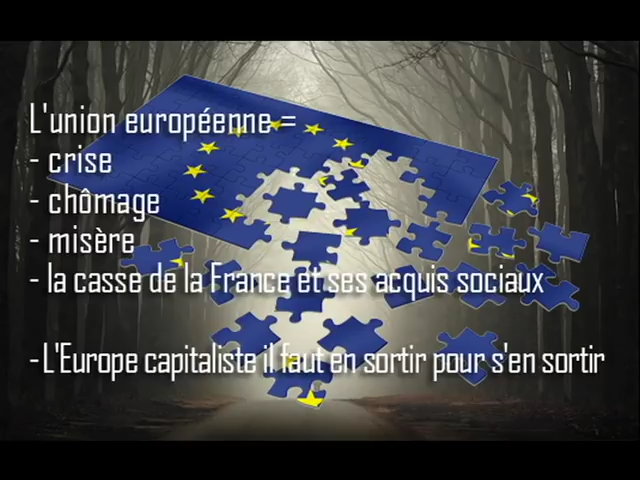 L'union européenne =
- crise
- chômage
- misère
- la casse de la France et ses acquis sociaux
- L'Europe capitaliste il faut en sortir pour s'en sortir